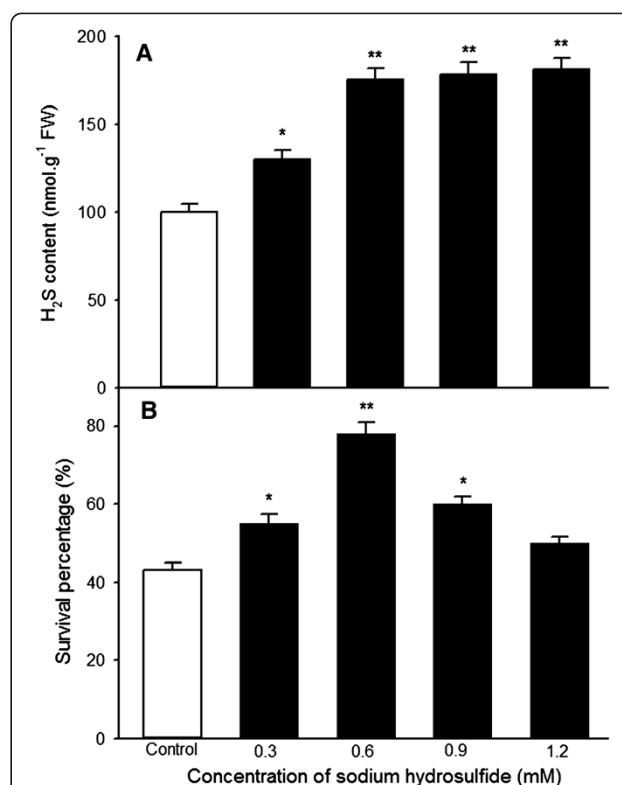 A
H₂S content (nmol.g⁻¹ FW)
200
150
100
50
0
*
**
**
**
B
Survival percentage (%)
80
60
40
20
0
*
**
*
Control 0.3 0.6 0.9 1.2
Concentration of sodium hydrosulfide (mM)